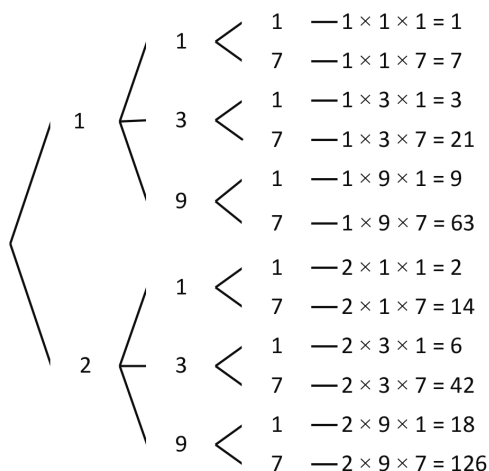 1 — 1 × 1 × 1 = 1
1
7 — 1 × 1 × 7 = 7
1 — 1 × 3 × 1 = 3
1 3
7 — 1 × 3 × 7 = 21
1 — 1 × 9 × 1 = 9
9
7 — 1 × 9 × 7 = 63
1 — 2 × 1 × 1 = 2
1
7 — 2 × 1 × 7 = 14
1 — 2 × 3 × 1 = 6
2 3
7 — 2 × 3 × 7 = 42
1 — 2 × 9 × 1 = 18
9
7 — 2 × 9 × 7 = 126